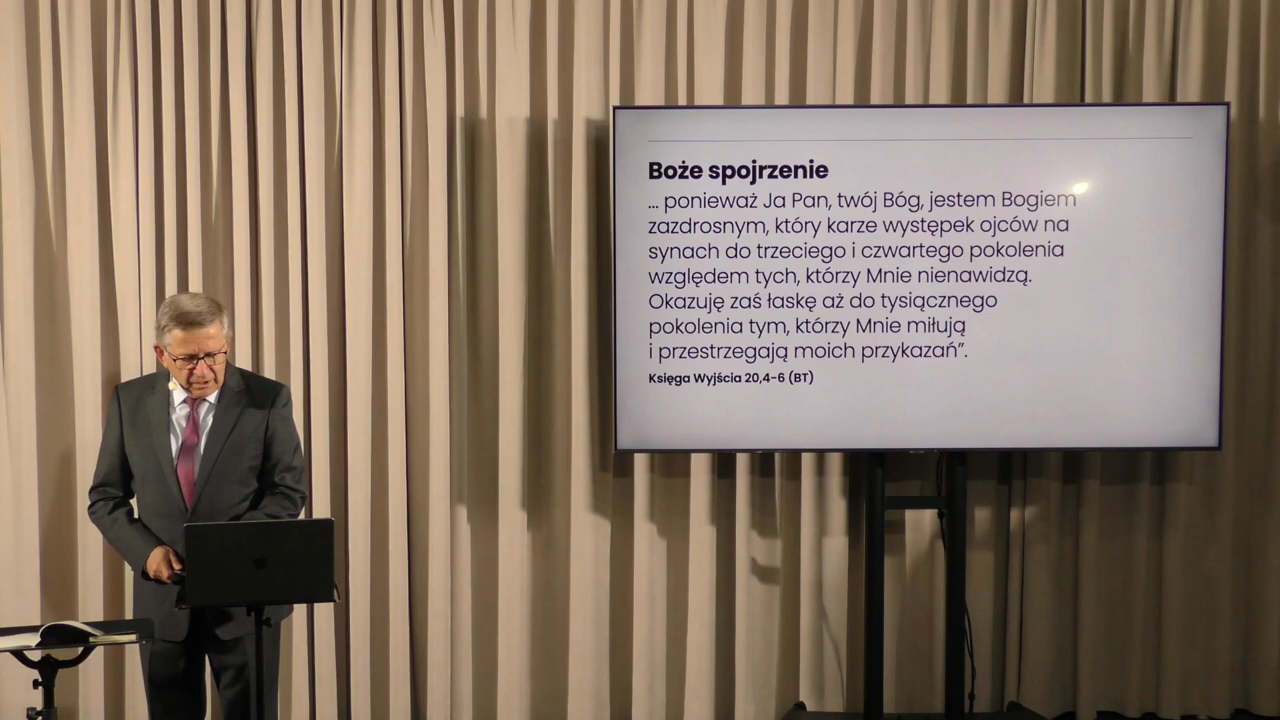 Boże spojrzenie
... ponieważ Ja Pan, twój Bóg, jestem Bogiem
zazdrosnym, który karze występek ojców na
synach do trzeciego i czwartego pokolenia
względem tych, którzy Mnie nienawidzą.
Okazuję zaś łaskę aż do tysiącznego
pokolenia tym, którzy Mnie miłują
i przestrzegają moich przykazań”.
Księga Wyjścia 20,4-6 (BT)